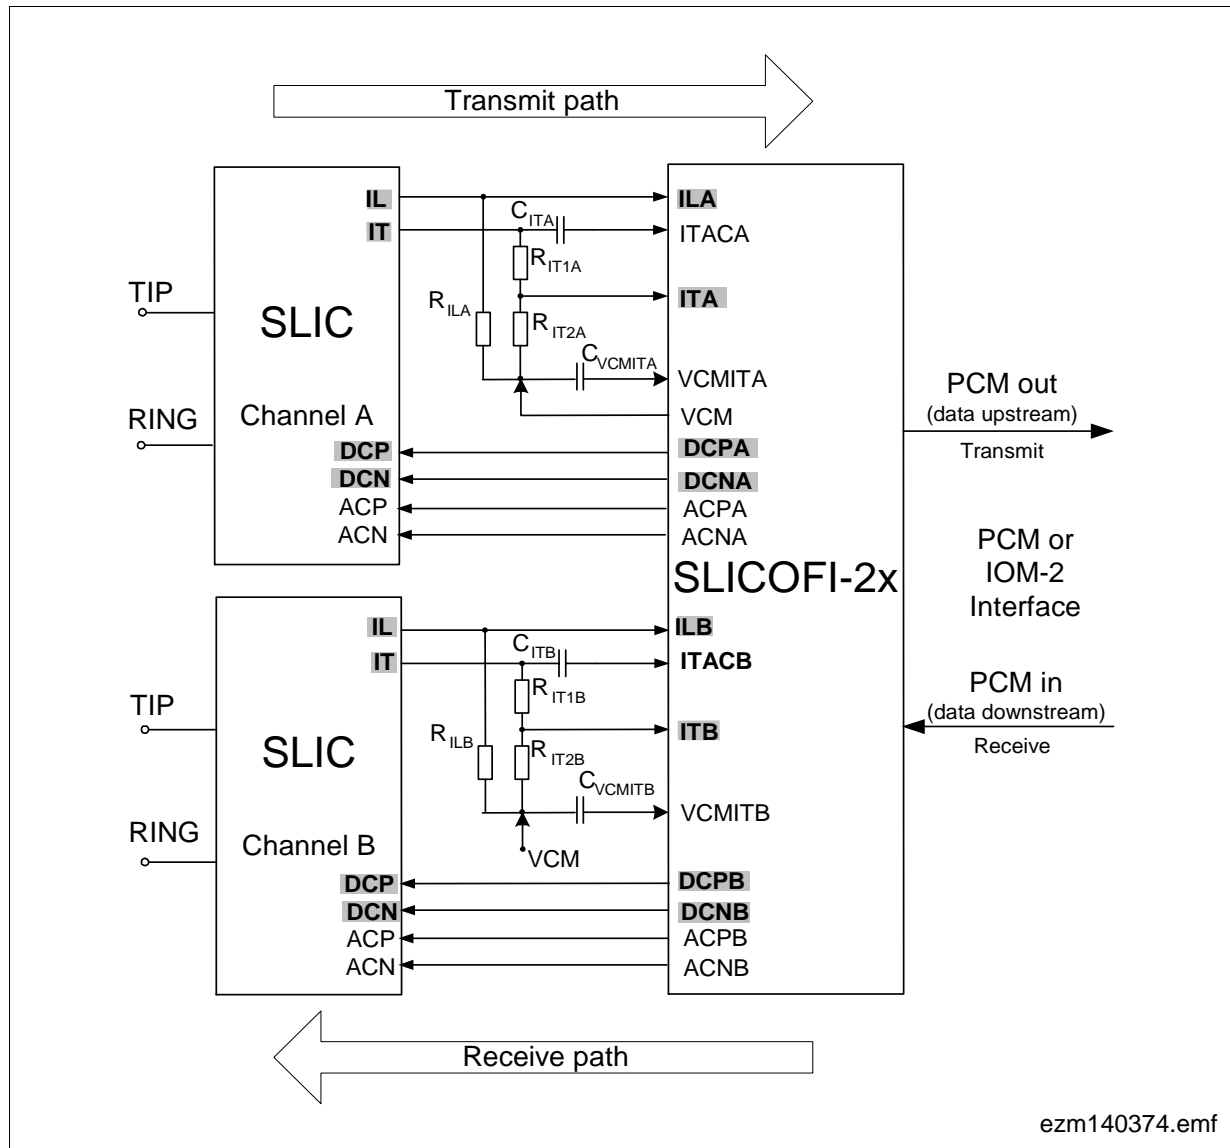 Transmit path
IL
IT
C ITA
ILA
ITACA
R IT1A
ITA
R ILA
R IT2A
C VCMITA
VCMITA
VCM
TIP
SLIC
RING
Channel A
DCP
DCN
ACP
ACN
DCPA
DCNA
ACPA
ACNA
SLICOFI-2x
PCM out
(data upstream)
Transmit
PCM or
IOM-2
Interface
PCM in
(data downstream)
Receive
IL
IT
C ITB
ILB
ITACB
R IT1B
ITB
R ILB
R IT2B
C VCMITB
VCMITB
VCM
TIP
SLIC
RING
Channel B
DCP
DCN
ACP
ACN
DCPB
DCNB
ACPB
ACNB
Receive path
ezm140374.emf